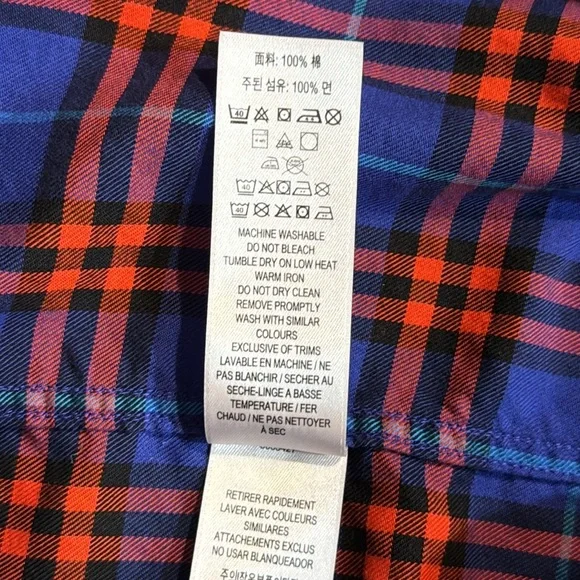 面料: 100% 棉
주된 섬유: 100% 면
40
40
40
MACHINE WASHABLE
DO NOT BLEACH
TUMBLE DRY ON LOW HEAT
WARM IRON
DO NOT DRY CLEAN
REMOVE PROMPTLY
WASH WITH SIMILAR
COLOURS
EXCLUSIVE OF TRIMS
LAVABLE EN MACHINE / NE
PAS BLANCHIR / SECHER AU
SECHE-LINGE A BASSE
TEMPERATURE / FER
CHAUD / NE PAS NETTOYER
À SEC
RETIRER RAPIDEMENT
LAVER AVEC COULEURS
SIMILIARES
ATTACHEMENTS EXCLUS
NO USAR BLANQUEADOR